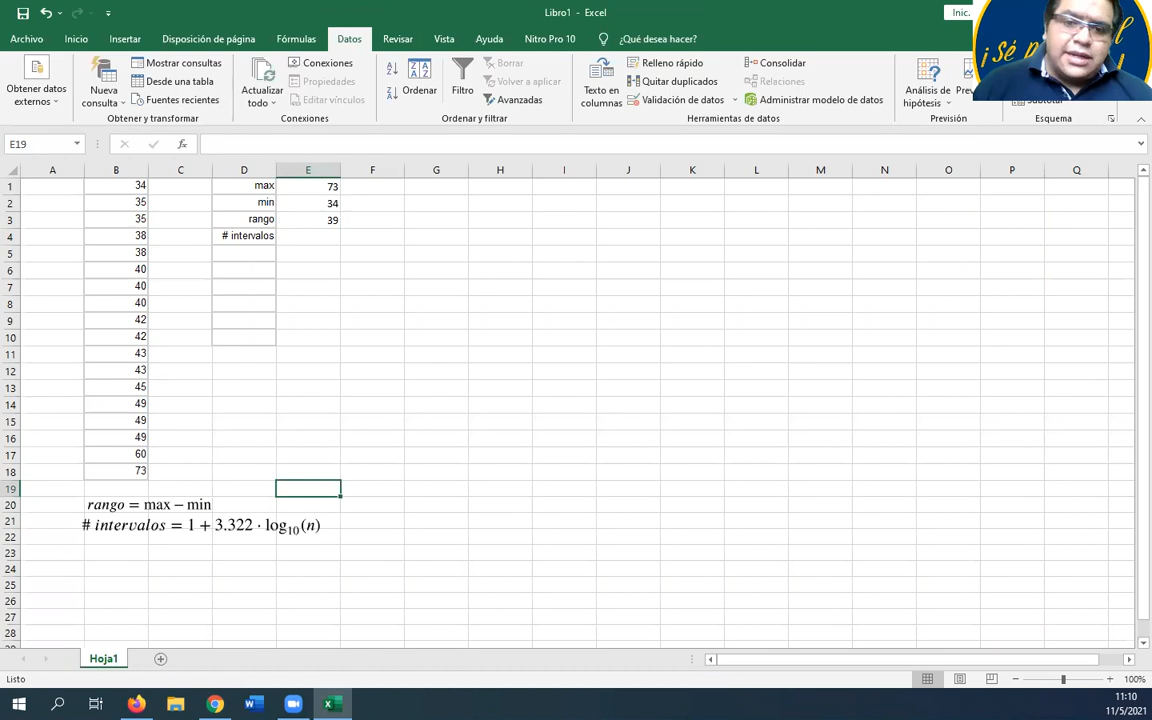 Libro1 - Excel
Inic.
¡Sé p
Archivo Inicio Insertar Disposición de página Fórmulas Datos Revisar Vista Ayuda Nitro Pro 10 ¿Qué desea hacer?
Obtener datos externos
Nueva consulta
Mostrar consultas
Desde una tabla
Fuentes recientes
Obtener y transformar
Actualizar todo
Conexiones
Propiedades
Editar vínculos
Conexiones
Ordenar
Filtro
Borrar
Volver a aplicar
Avanzadas
Ordenar y filtrar
Texto en columnas
Relleno rápido
Quitar duplicados
Validación de datos
Consolidar
Relaciones
Administrar modelo de datos
Herramientas de datos
Análisis de hipótesis
Previsión
Subtotal
Esquema
E19 fx
A B C D E F G H I J K L M N O P Q
1 34 max 73
2 35 min 34
3 35 rango 39
4 38 # intervalos
5 38
6 40
7 40
8 40
9 42
10 42
11 43
12 43
13 45
14 49
15 49
16 49
17 60
18 73
19
20 rango = max − min
21 # intervalos = 1 + 3.322 · log₁₀(n)
22
23
24
25
26
27
28
Hoja1
Listo 100%
11:10
11/5/2021